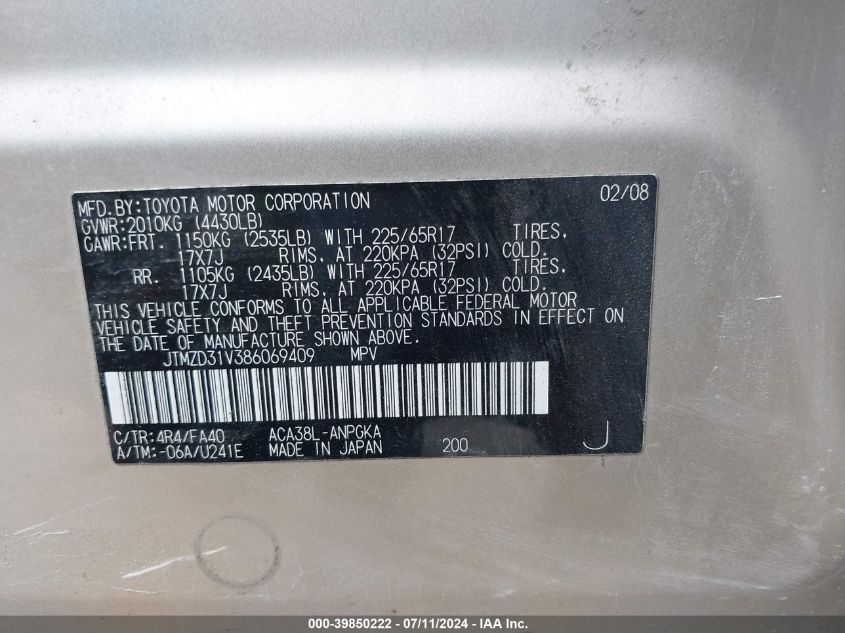 MFD.BY:TOYOTA MOTOR CORPORATION 02/08
GVWR:2010KG (4430LB)
GAWR:FRT. 1150KG (2535LB) WITH 225/65R17 TIRES,
17X7J RIMS, AT 220KPA (32PSI) COLD.
RR. 1105KG (2435LB) WITH 225/65R17 TIRES,
17X7J RIMS, AT 220KPA (32PSI) COLD.
THIS VEHICLE CONFORMS TO ALL APPLICABLE FEDERAL MOTOR
VEHICLE SAFETY AND THEFT PREVENTION STANDARDS IN EFFECT ON
THE DATE OF MANUFACTURE SHOWN ABOVE.
JTMZD31V386069409 MPV
C/TR:4R4/FA40 ACA38L-ANPGKA
A/TM:-06A/U241E MADE IN JAPAN 200 J
000-39850222 - 07/11/2024 - IAA Inc.